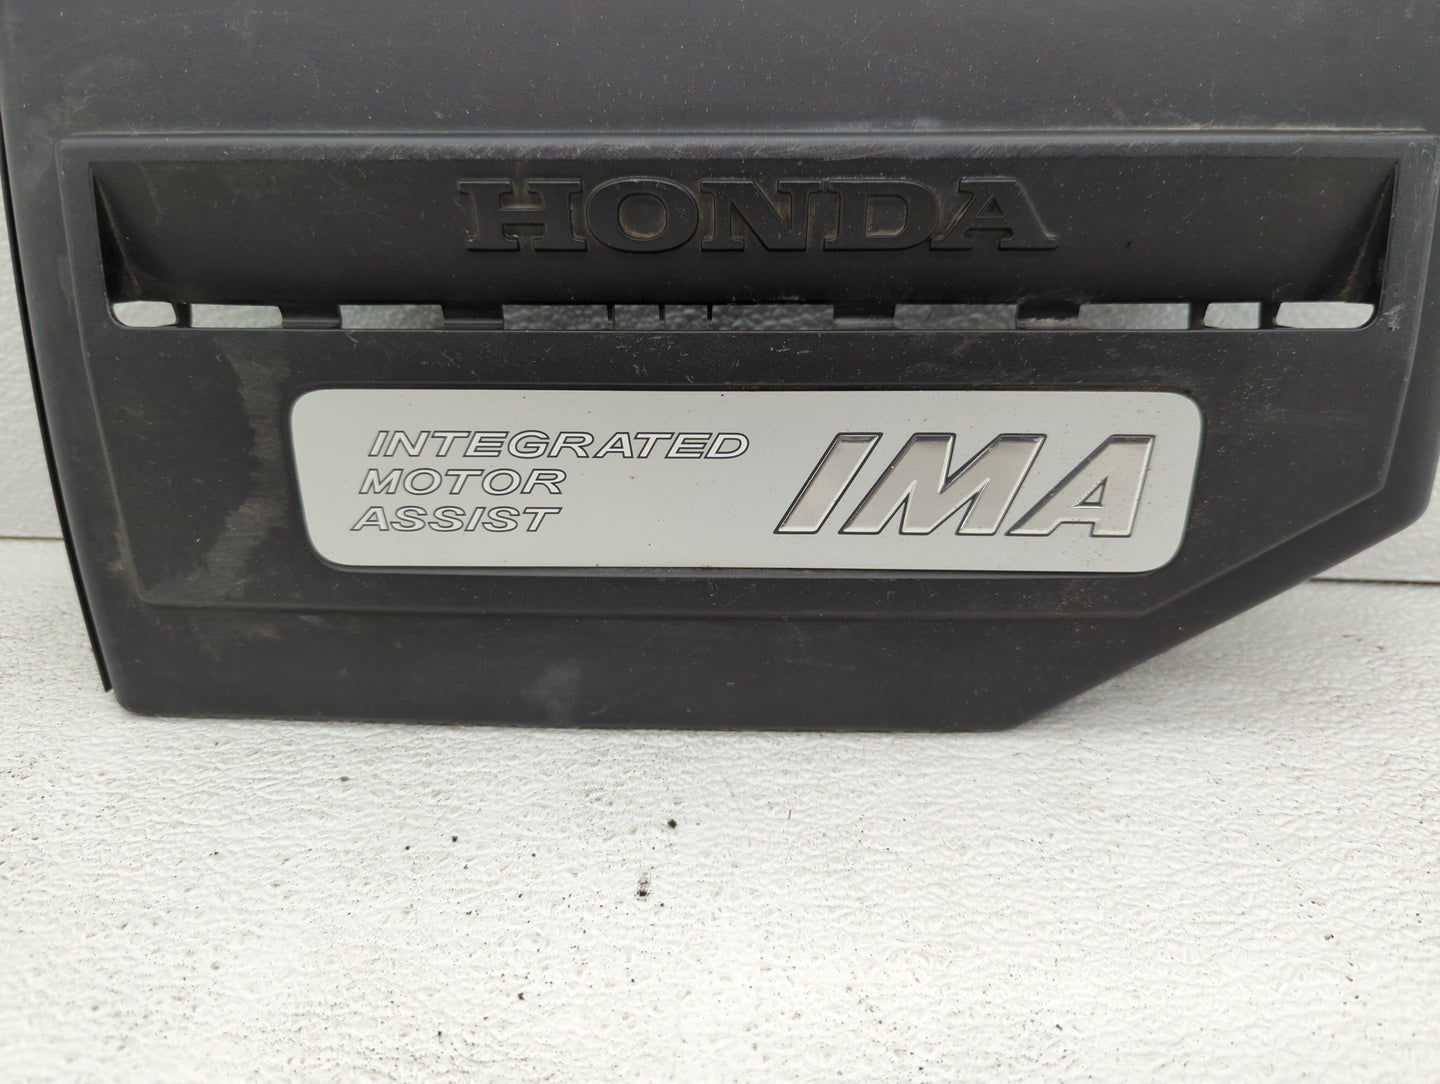 HONDA
INTEGRATED
MOTOR
ASSIST
IMA